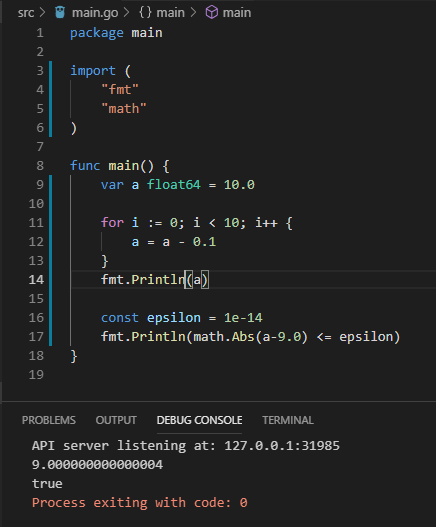 src > main.go > {} main > main
1 package main
2
3 import (
4     "fmt"
5     "math"
6 )
7
8 func main() {
9     var a float64 = 10.0
10
11     for i := 0; i < 10; i++ {
12         a = a - 0.1
13     }
14     fmt.Println(a)
15
16     const epsilon = 1e-14
17     fmt.Println(math.Abs(a-9.0) <= epsilon)
18 }
19
PROBLEMS OUTPUT DEBUG CONSOLE TERMINAL
API server listening at: 127.0.0.1:31985
9.000000000000004
true
Process exiting with code: 0